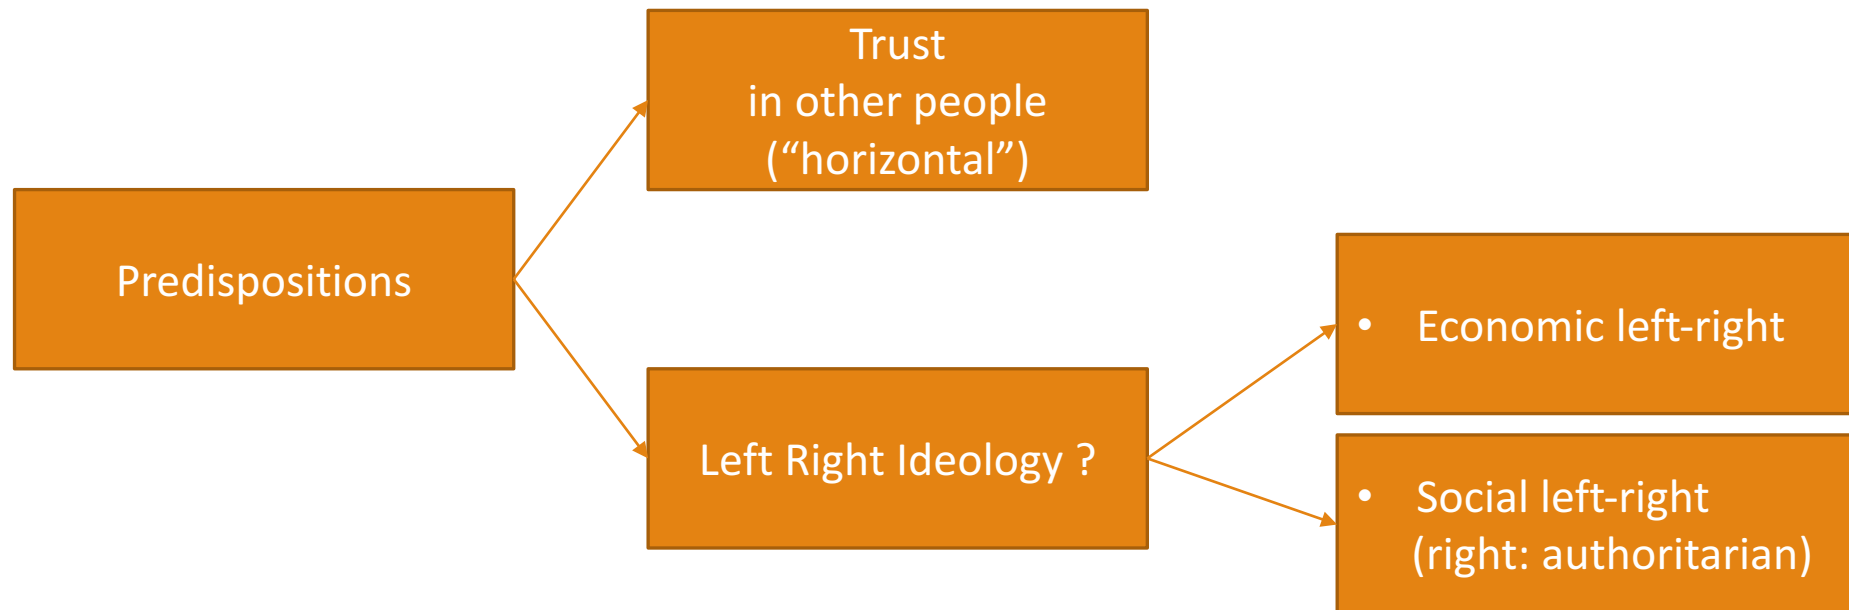 Trust
in other people
(“horizontal”)
Predispositions
Left Right Ideology ?
• Economic left-right
• Social left-right
(right: authoritarian)